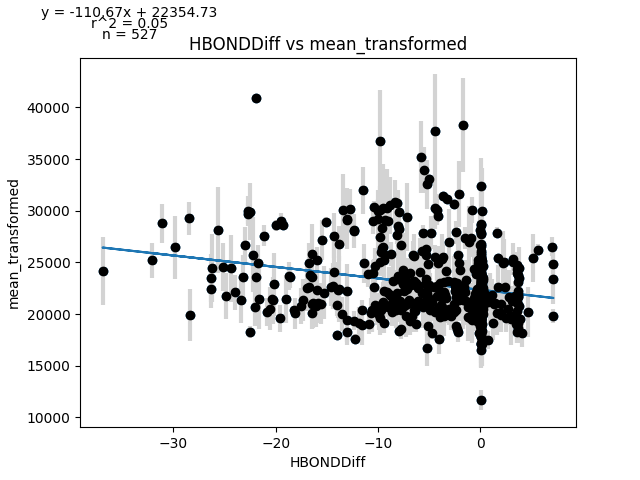 y = -110.67x + 22354.73
r^2 = 0.05
n = 527
HBONDDiff vs mean_transformed
mean_transformed
40000
35000
30000
25000
20000
15000
10000
−30
−20
−10
0
HBONDDiff